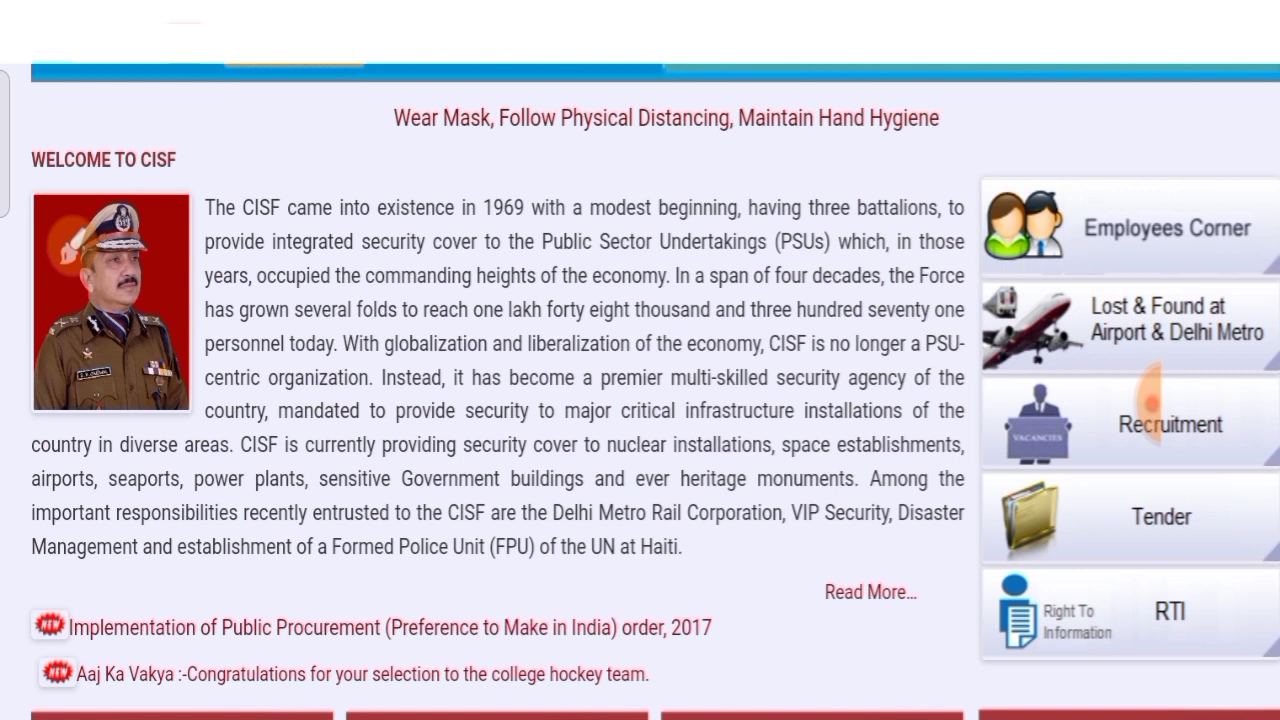 Wear Mask, Follow Physical Distancing, Maintain Hand Hygiene
WELCOME TO CISF
The CISF came into existence in 1969 with a modest beginning, having three battalions, to
provide integrated security cover to the Public Sector Undertakings (PSUs) which, in those
years, occupied the commanding heights of the economy. In a span of four decades, the Force
has grown several folds to reach one lakh forty eight thousand and three hundred seventy one
personnel today. With globalization and liberalization of the economy, CISF is no longer a PSU-
centric organization. Instead, it has become a premier multi-skilled security agency of the
country, mandated to provide security to major critical infrastructure installations of the
country in diverse areas. CISF is currently providing security cover to nuclear installations, space establishments,
airports, seaports, power plants, sensitive Government buildings and ever heritage monuments. Among the
important responsibilities recently entrusted to the CISF are the Delhi Metro Rail Corporation, VIP Security, Disaster
Management and establishment of a Formed Police Unit (FPU) of the UN at Haiti.
Read More...
NEW Implementation of Public Procurement (Preference to Make in India) order, 2017
NEW Aaj Ka Vakya :-Congratulations for your selection to the college hockey team.
Employees Corner
Lost & Found at
Airport & Delhi Metro
VACANCIES
Recruitment
Tender
Right To
Information
RTI